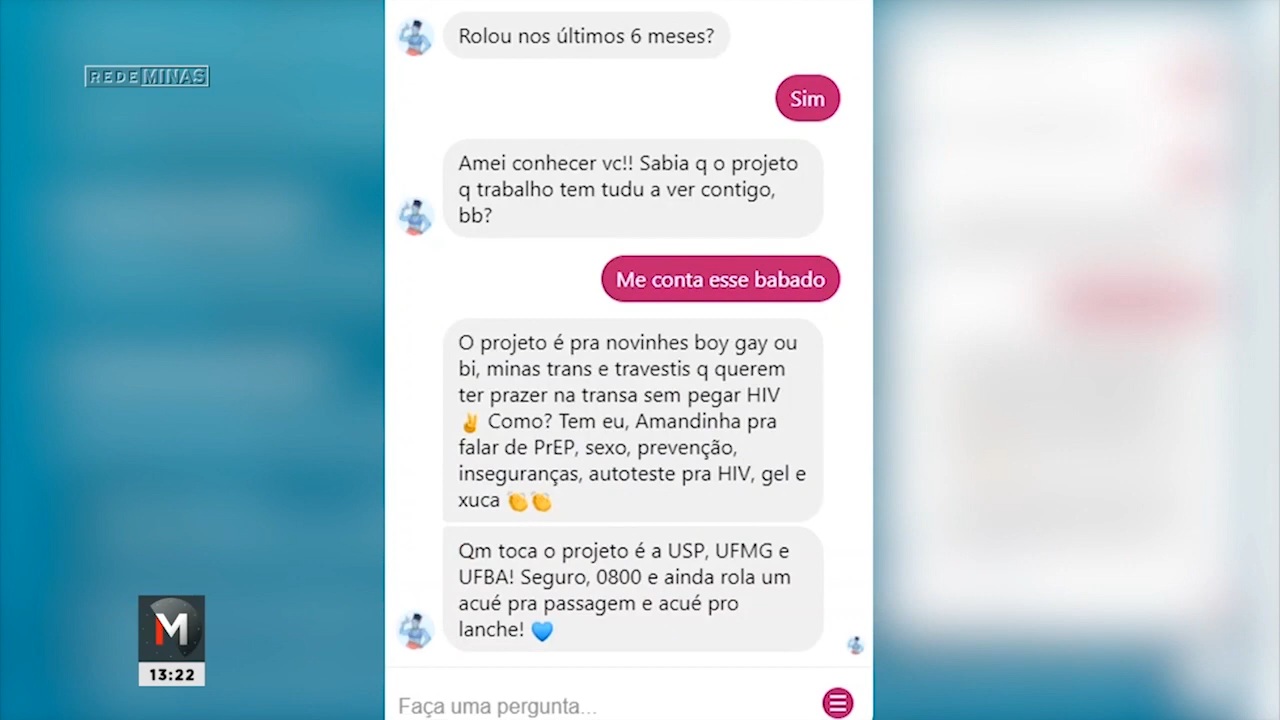 Rolou nos últimos 6 meses?
REDE MINAS
Sim
Amei conhecer vc!! Sabia q o projeto
q trabalho tem tudu a ver contigo,
bb?
Me conta esse babado
O projeto é pra novinhes boy gay ou
bi, minas trans e travestis q querem
ter prazer na transa sem pegar HIV
✌ Como? Tem eu, Amandinha pra
falar de PrEP, sexo, prevenção,
inseguranças, autoteste pra HIV, gel e
xuca 👏👏
Qm toca o projeto é a USP, UFMG e
UFBA! Seguro, 0800 e ainda rola um
acué pra passagem e acué pro
lanche! 💙
M
13:22
Faça uma pergunta...